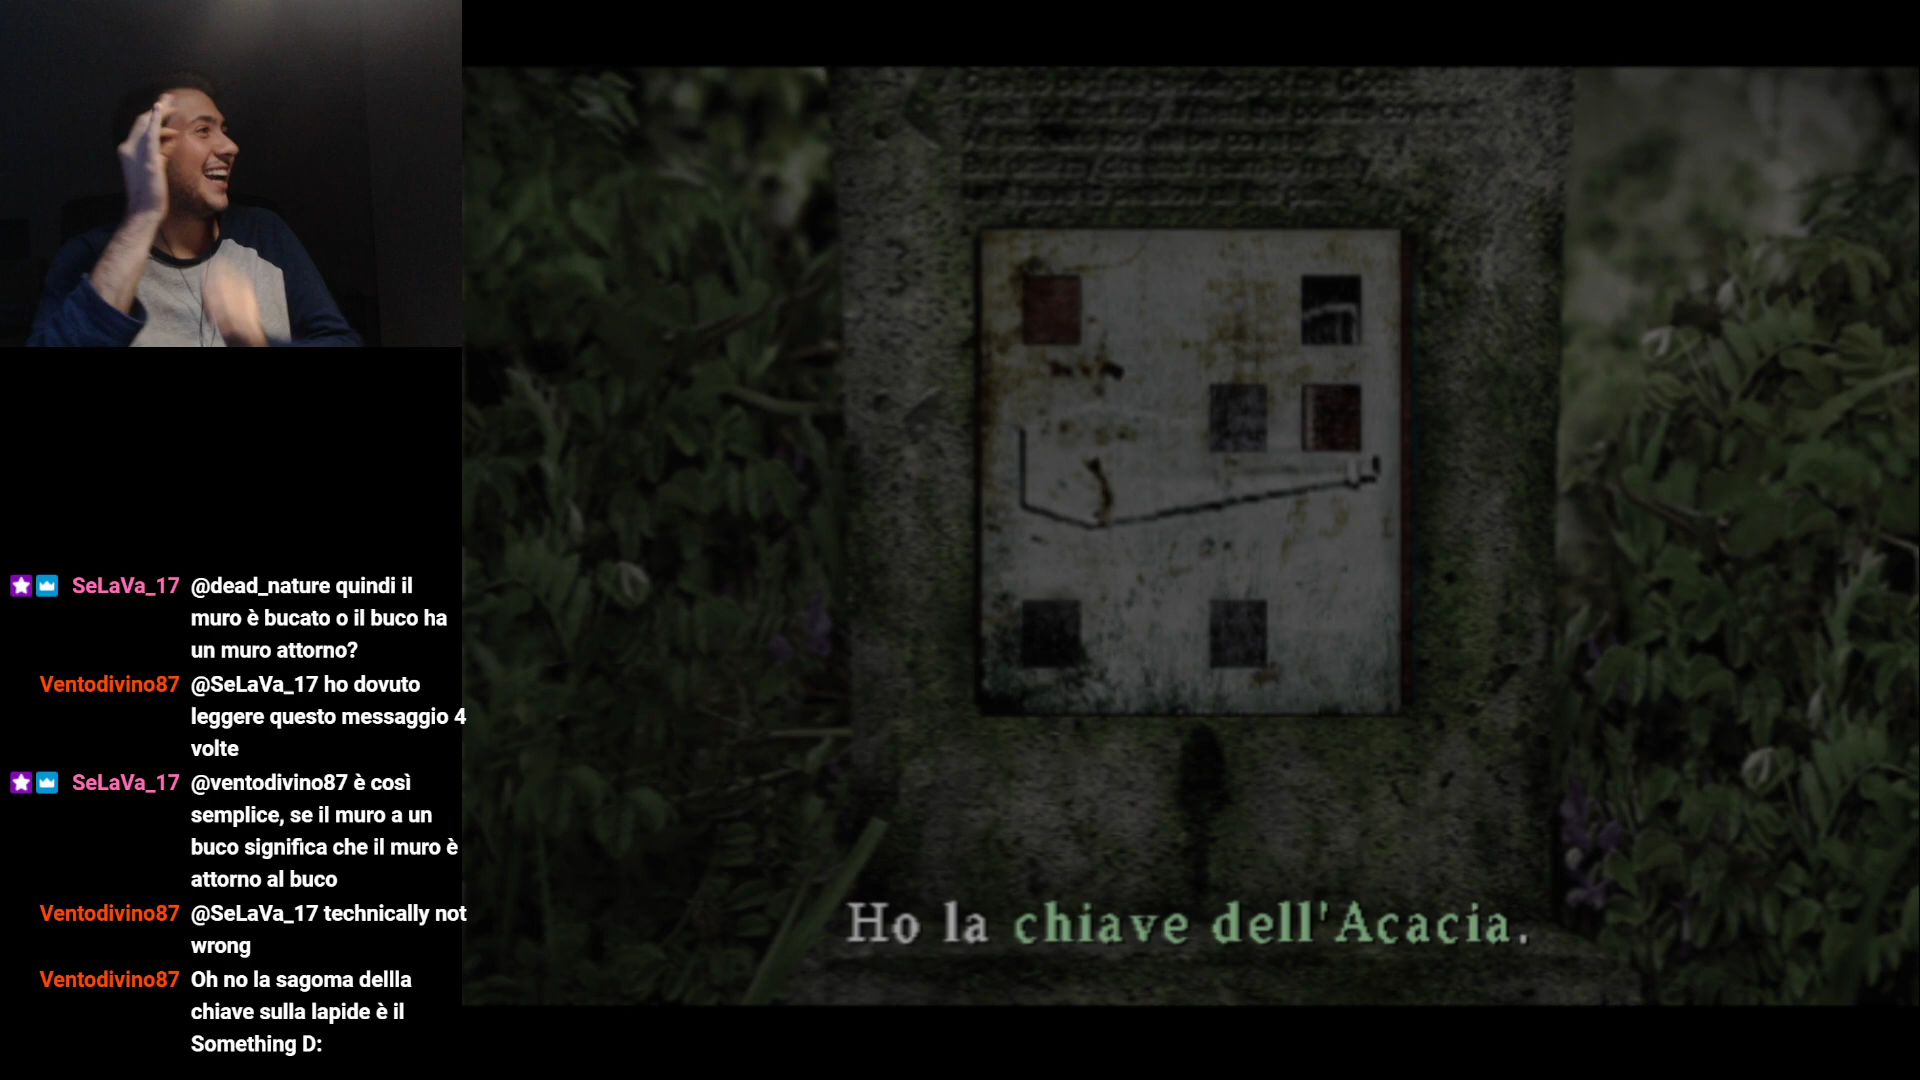 SeLaVa_17 @dead_nature quindi il
muro è bucato o il buco ha
un muro attorno?
Ventodivino87 @SeLaVa_17 ho dovuto
leggere questo messaggio 4
volte
SeLaVa_17 @ventodivino87 è così
semplice, se il muro a un
buco significa che il muro è
attorno al buco
Ventodivino87 @SeLaVa_17 technically not
wrong
Ventodivino87 Oh no la sagoma dellla
chiave sulla lapide è il
Something D:
Ho la chiave dell'Acacia.